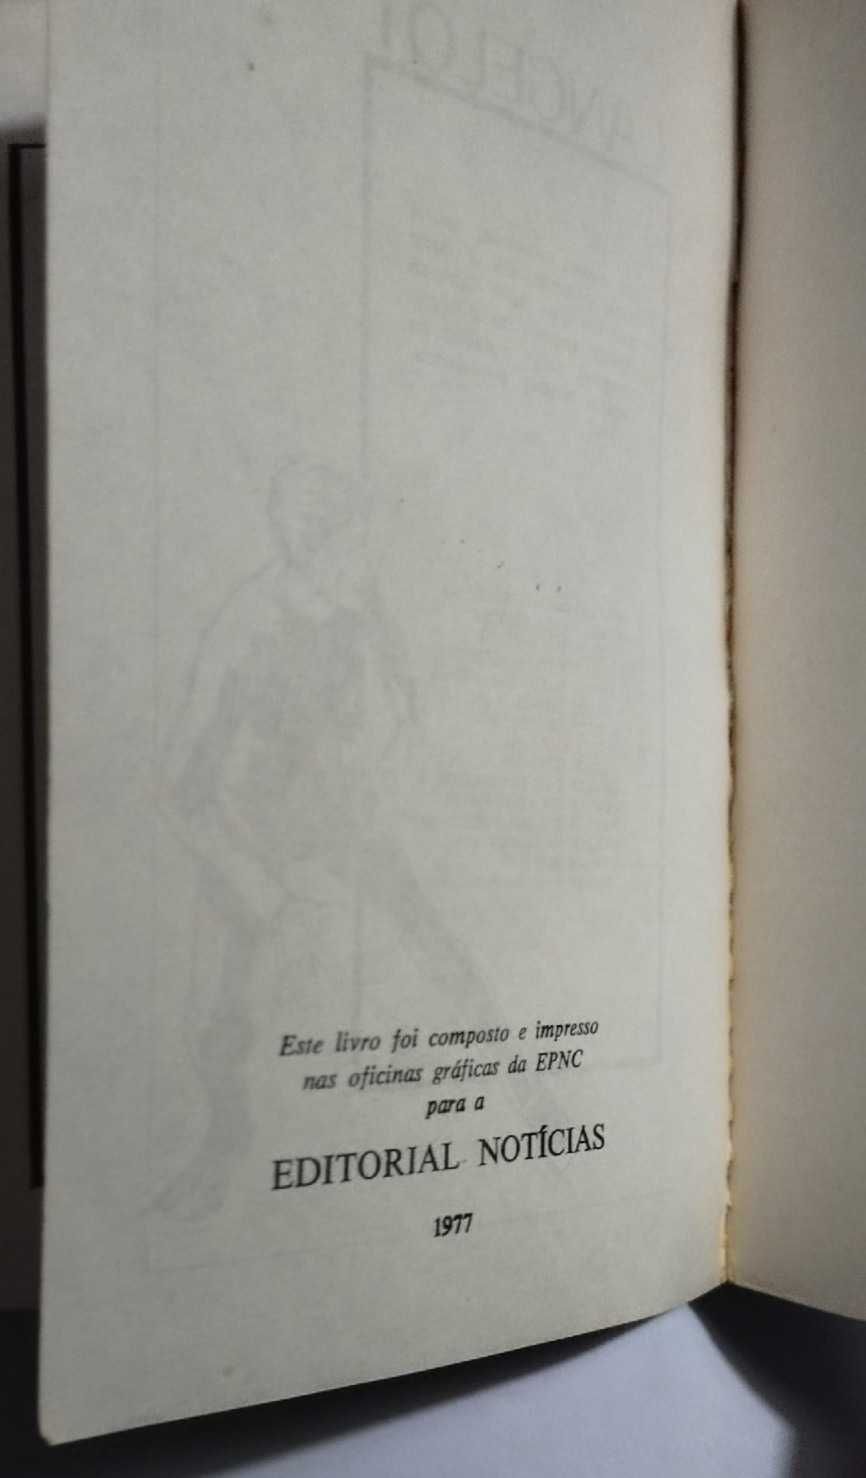 Este livro foi composto e impresso
nas oficinas gráficas da EPNC
para a
EDITORIAL NOTÍCIAS
1977